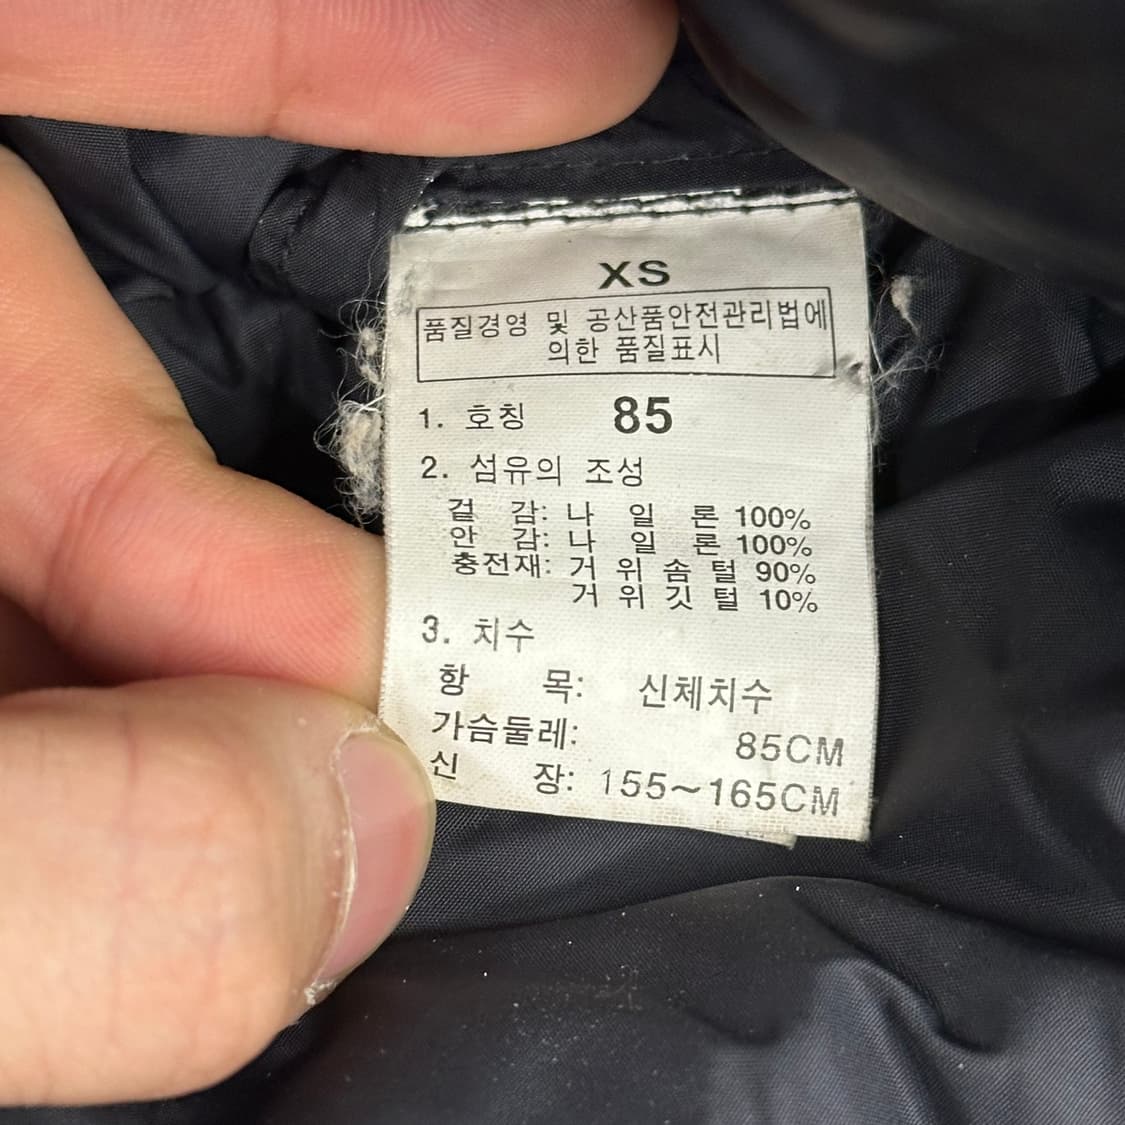 XS
품질경영 및 공산품안전관리법에
의한 품질표시
1. 호칭 85
2. 섬유의 조성
겉 감: 나 일 론 100%
안 감: 나 일 론 100%
충전재: 거 위 솜 털 90%
거 위 깃 털 10%
3. 치수
항 목: 신체치수
가슴둘레: 85CM
신 장: 155~165CM